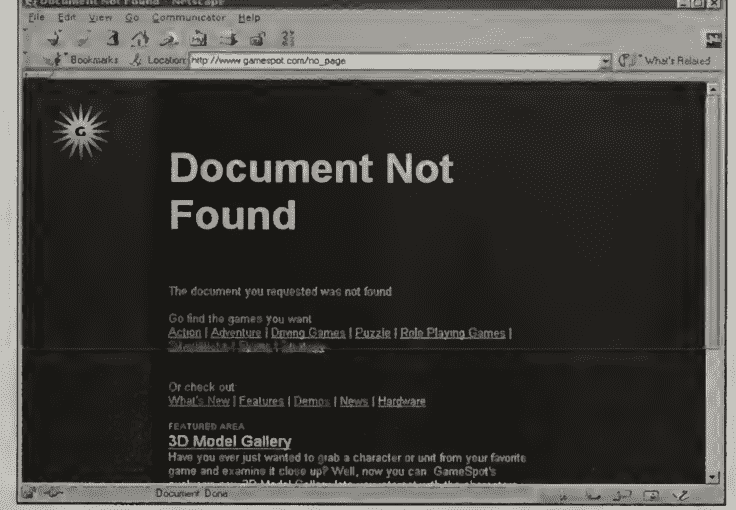 Document Not Found - Netscape
File Edit View Go Communicator Help
Bookmarks Location: http://www.gamespot.com/no_page What's Related
G
Document Not
Found
The document you requested was not found
Go find the games you want
Action | Adventure | Driving Games | Puzzle | Role Playing Games |
Or check out
What's New | Features | Demos | News | Hardware
FEATURED AREA
3D Model Gallery
Have you ever just wanted to grab a character or unit from your favorite
game and examine it close up? Well, now you can. GameSpot's
Document: Done